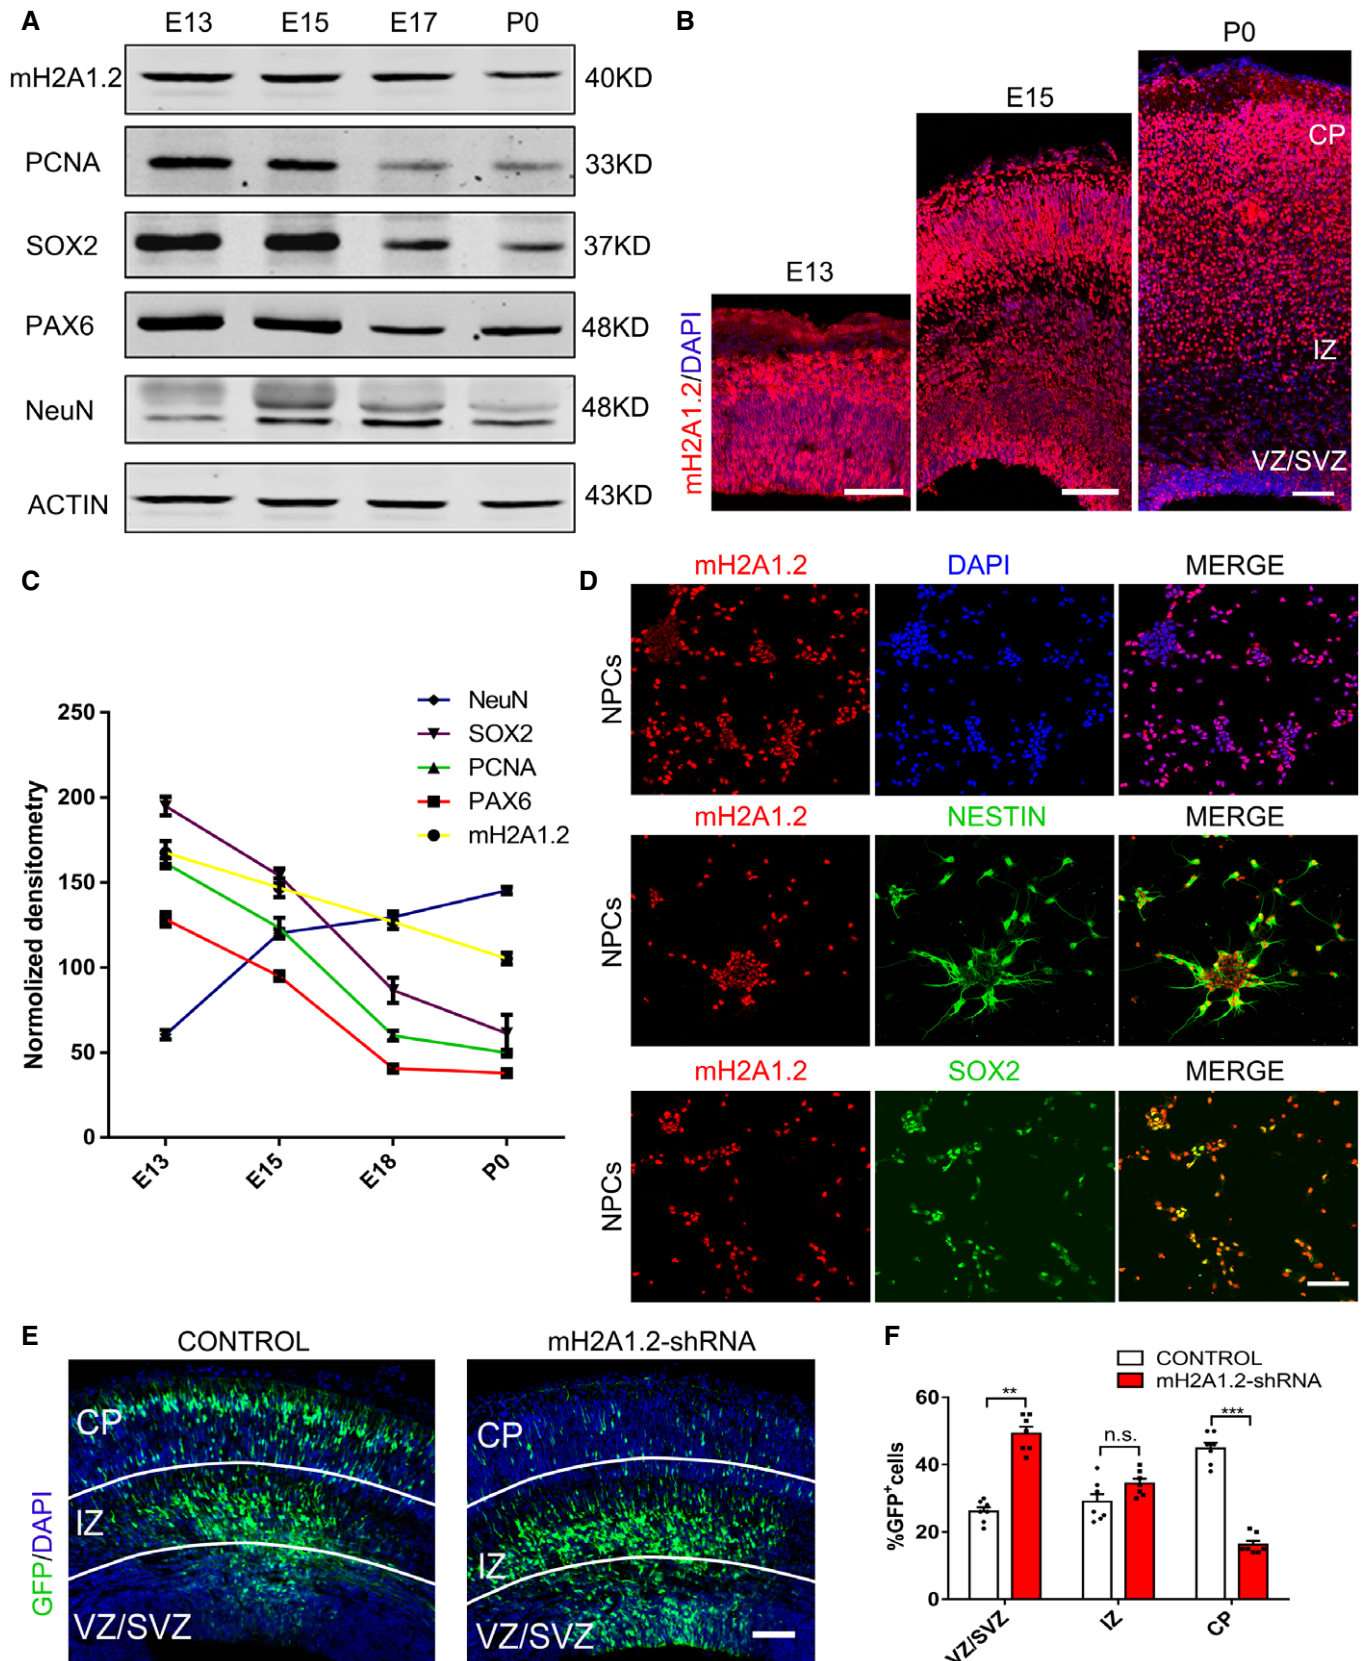 A
E13 E15 E17 P0
mH2A1.2 40KD
PCNA 33KD
SOX2 37KD
PAX6 48KD
NeuN 48KD
ACTIN 43KD
B
E13
E15
P0
mH2A1.2/DAPI
CP
IZ
VZ/SVZ
C
Normolized densitometry
250
200
150
100
50
0
E13 E15 E18 P0
NeuN
SOX2
PCNA
PAX6
mH2A1.2
D
mH2A1.2 DAPI MERGE
NPCs
mH2A1.2 NESTIN MERGE
NPCs
mH2A1.2 SOX2 MERGE
NPCs
E
CONTROL mH2A1.2-shRNA
GFP/DAPI
CP
IZ
VZ/SVZ
CP
IZ
VZ/SVZ
F
CONTROL
mH2A1.2-shRNA
%GFP+cells
60
40
20
0
**
n.s.
***
VZ/SVZ IZ CP